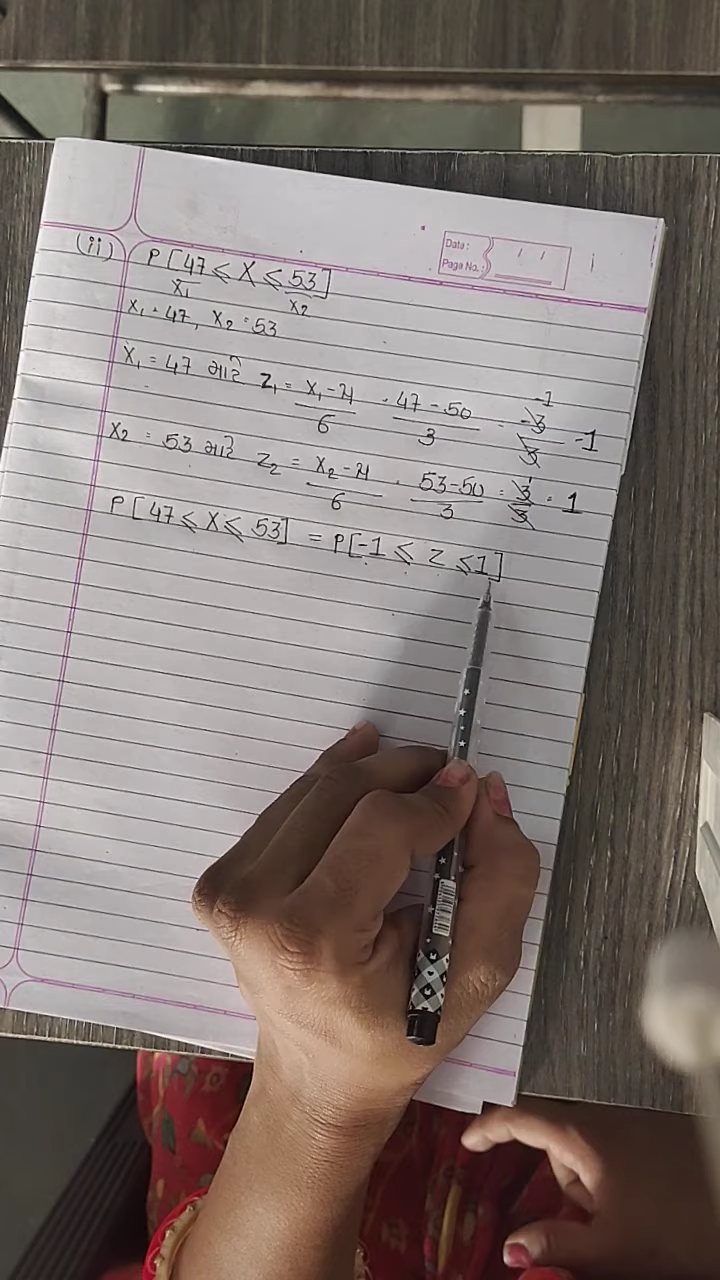 Date : / /
Page No. :
(ii) P[47 ≤ X ≤ 53]
x₁ x₂
x₁ = 47, x₂ = 53
x₁ = 47 માટે z₁ = x₁-μ/σ = 47-50/3 = -3/3 = -1
x₂ = 53 માટે z₂ = x₂-μ/σ = 53-50/3 = 3/3 = 1
P[47 ≤ X ≤ 53] = P[-1 ≤ z ≤ 1]